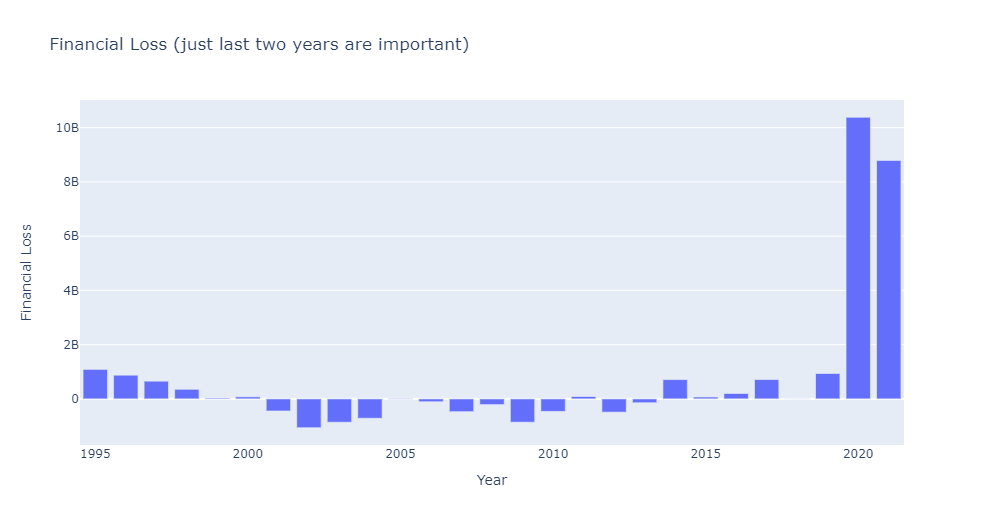 Financial Loss (just last two years are important)
10B
8B
6B
4B
2B
0
Financial Loss
1995
2000
2005
2010
2015
2020
Year